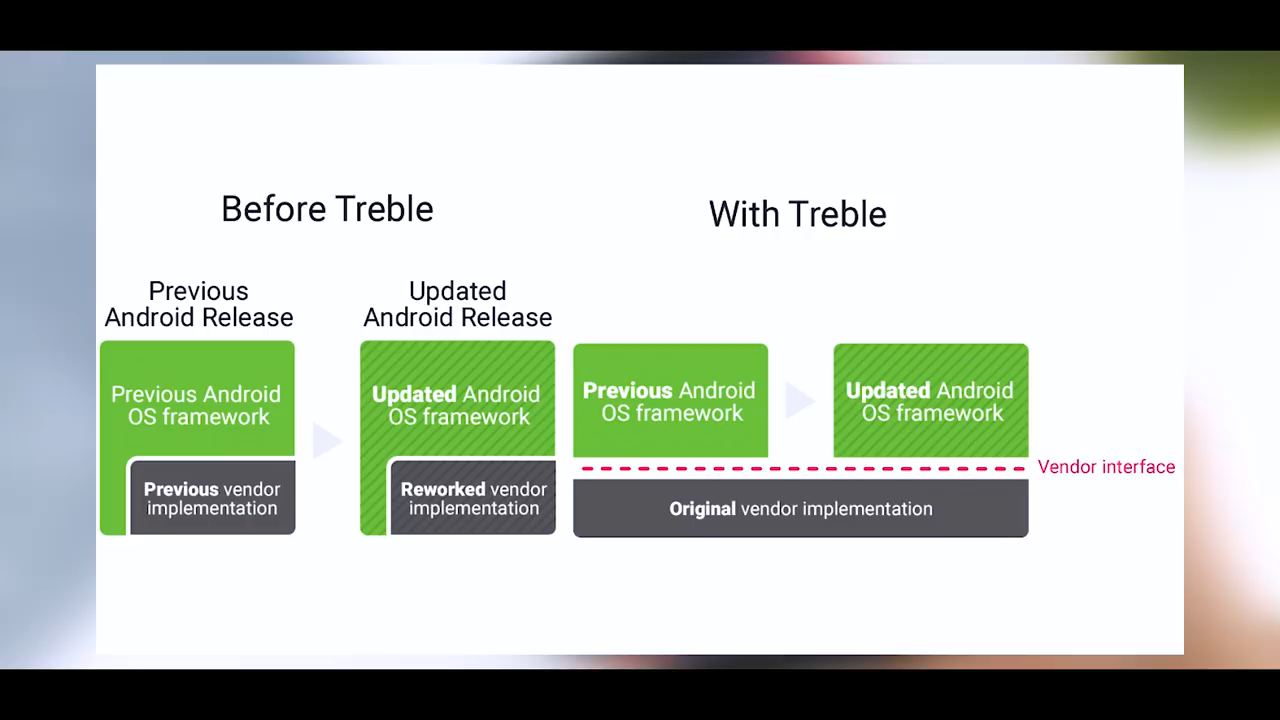 Before Treble
With Treble
Previous
Android Release
Updated
Android Release
Previous Android
OS framework
Previous vendor
implementation
Updated Android
OS framework
Reworked vendor
implementation
Previous Android
OS framework
Updated Android
OS framework
Vendor interface
Original vendor implementation